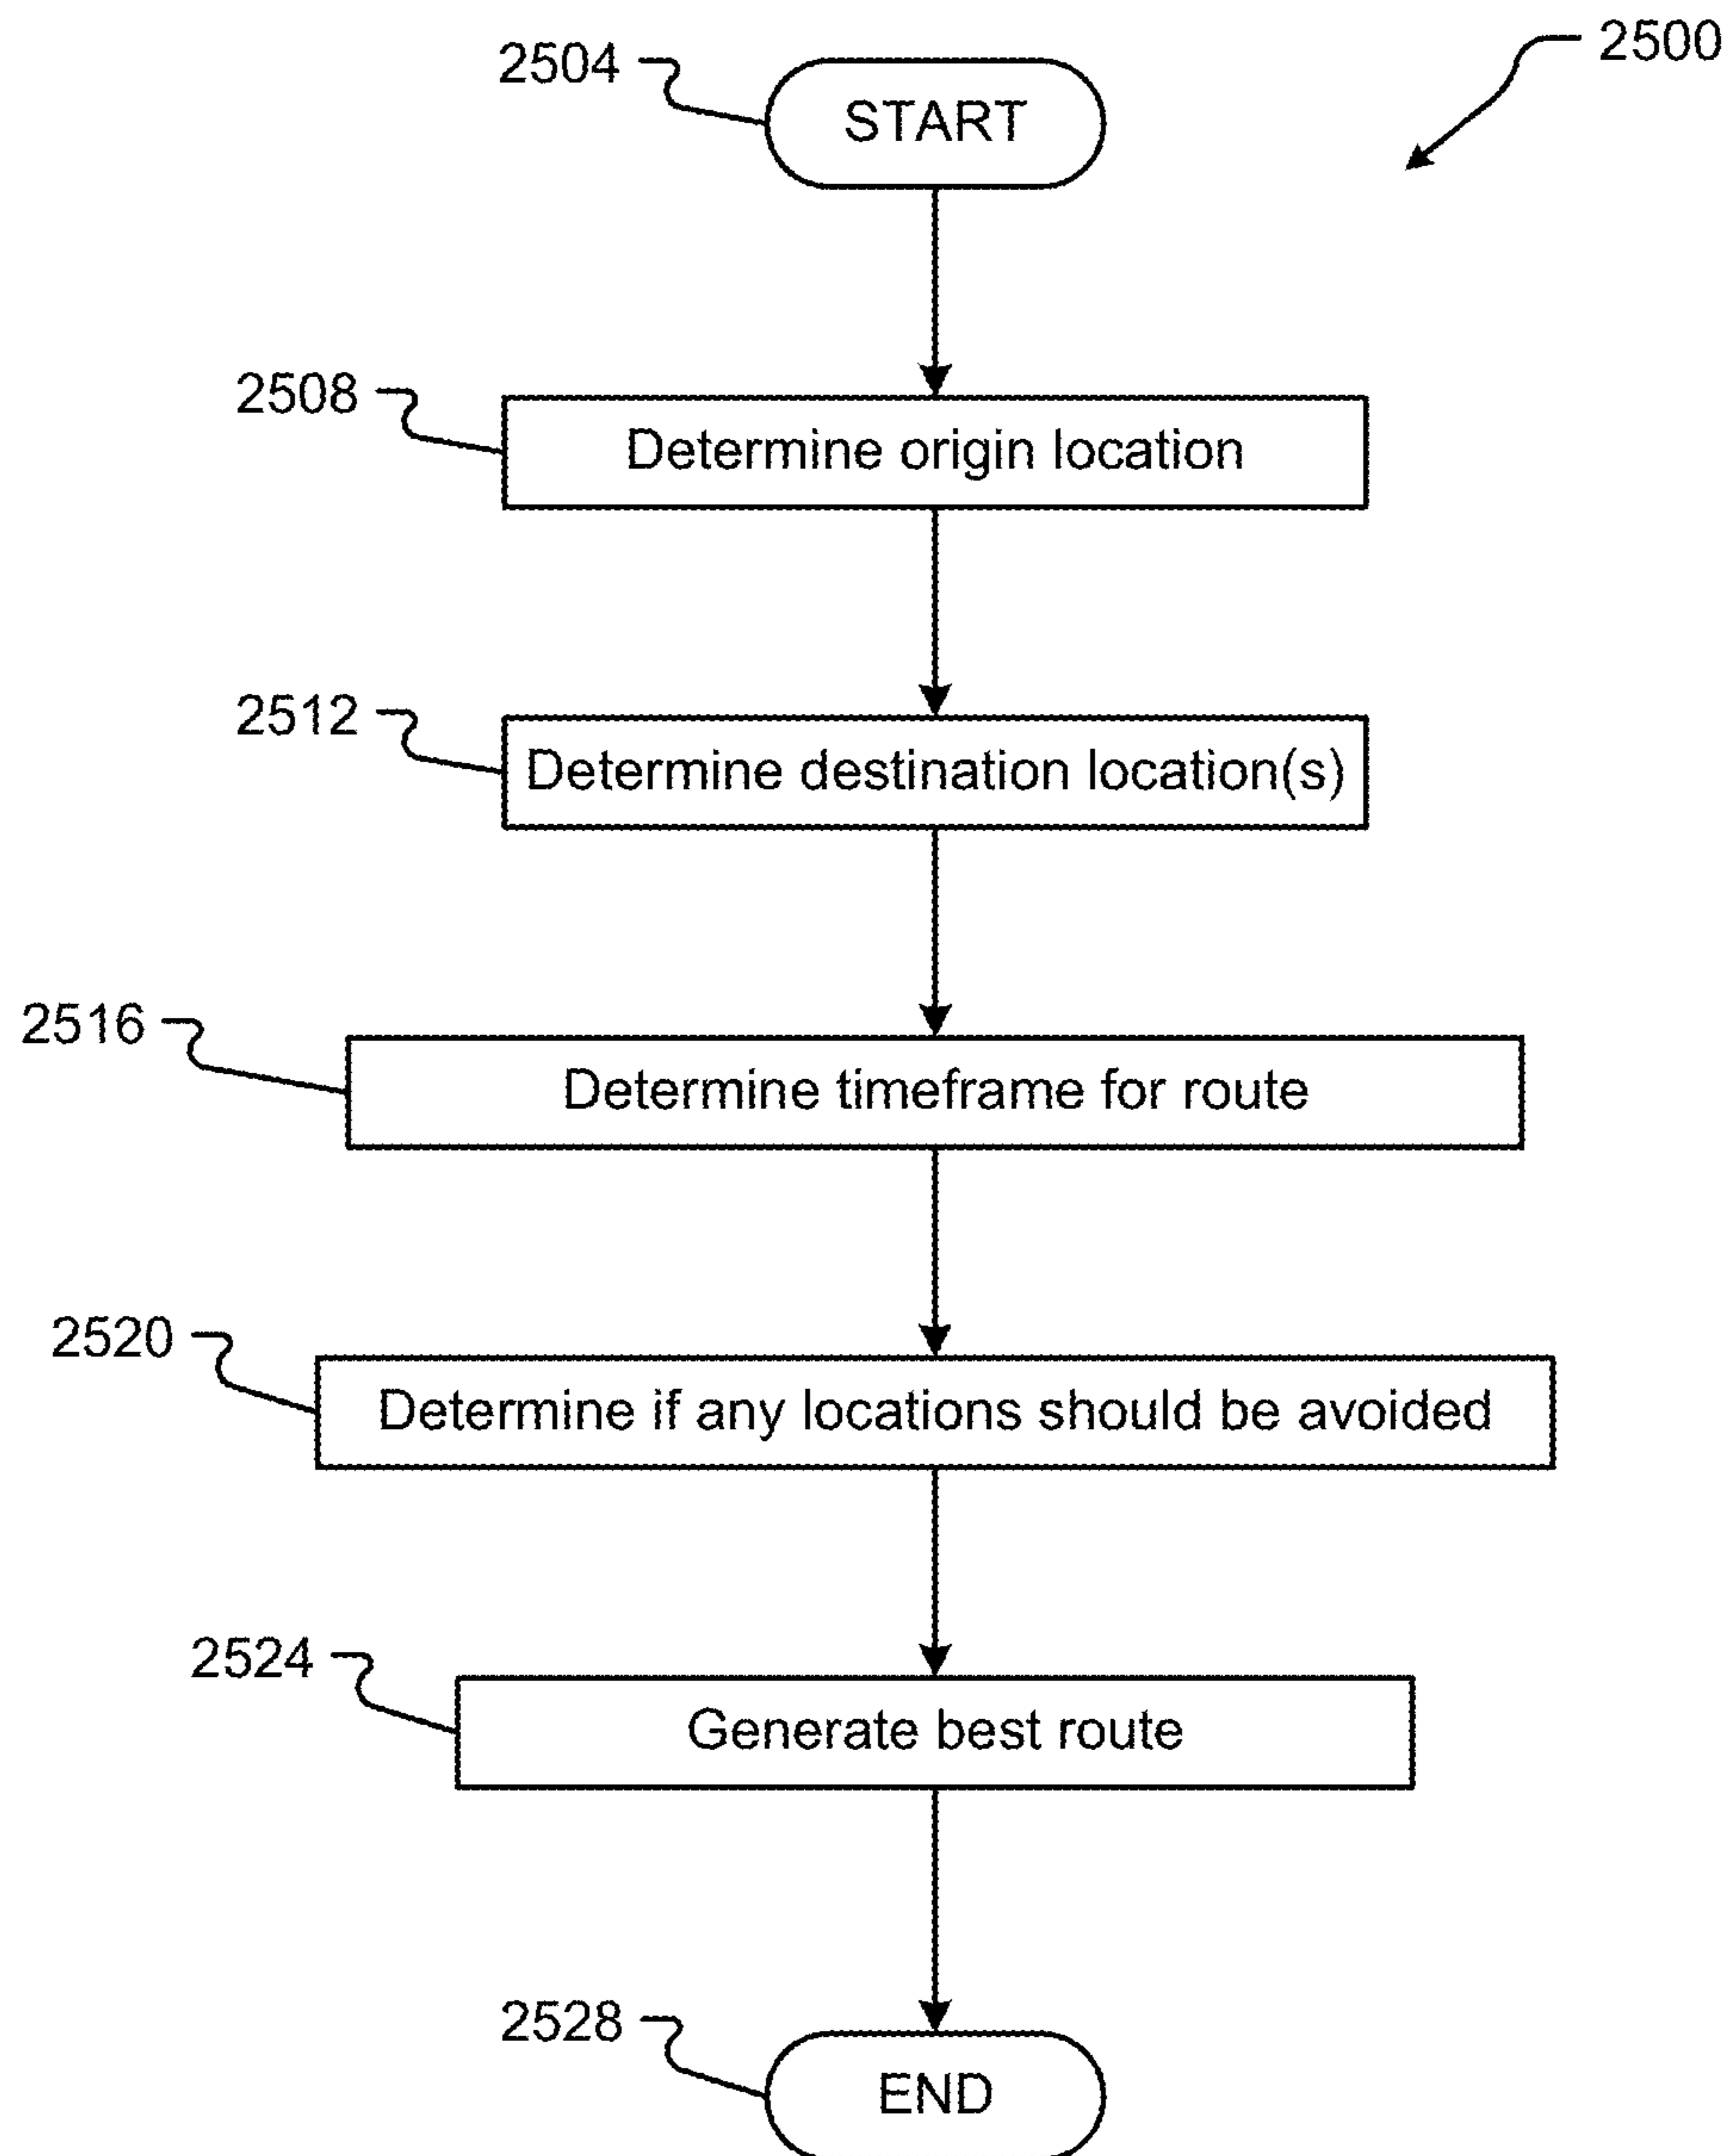 2500
2504
START
2508
Determine origin location
2512
Determine destination location(s)
2516
Determine timeframe for route
2520
Determine if any locations should be avoided
2524
Generate best route
2528
END